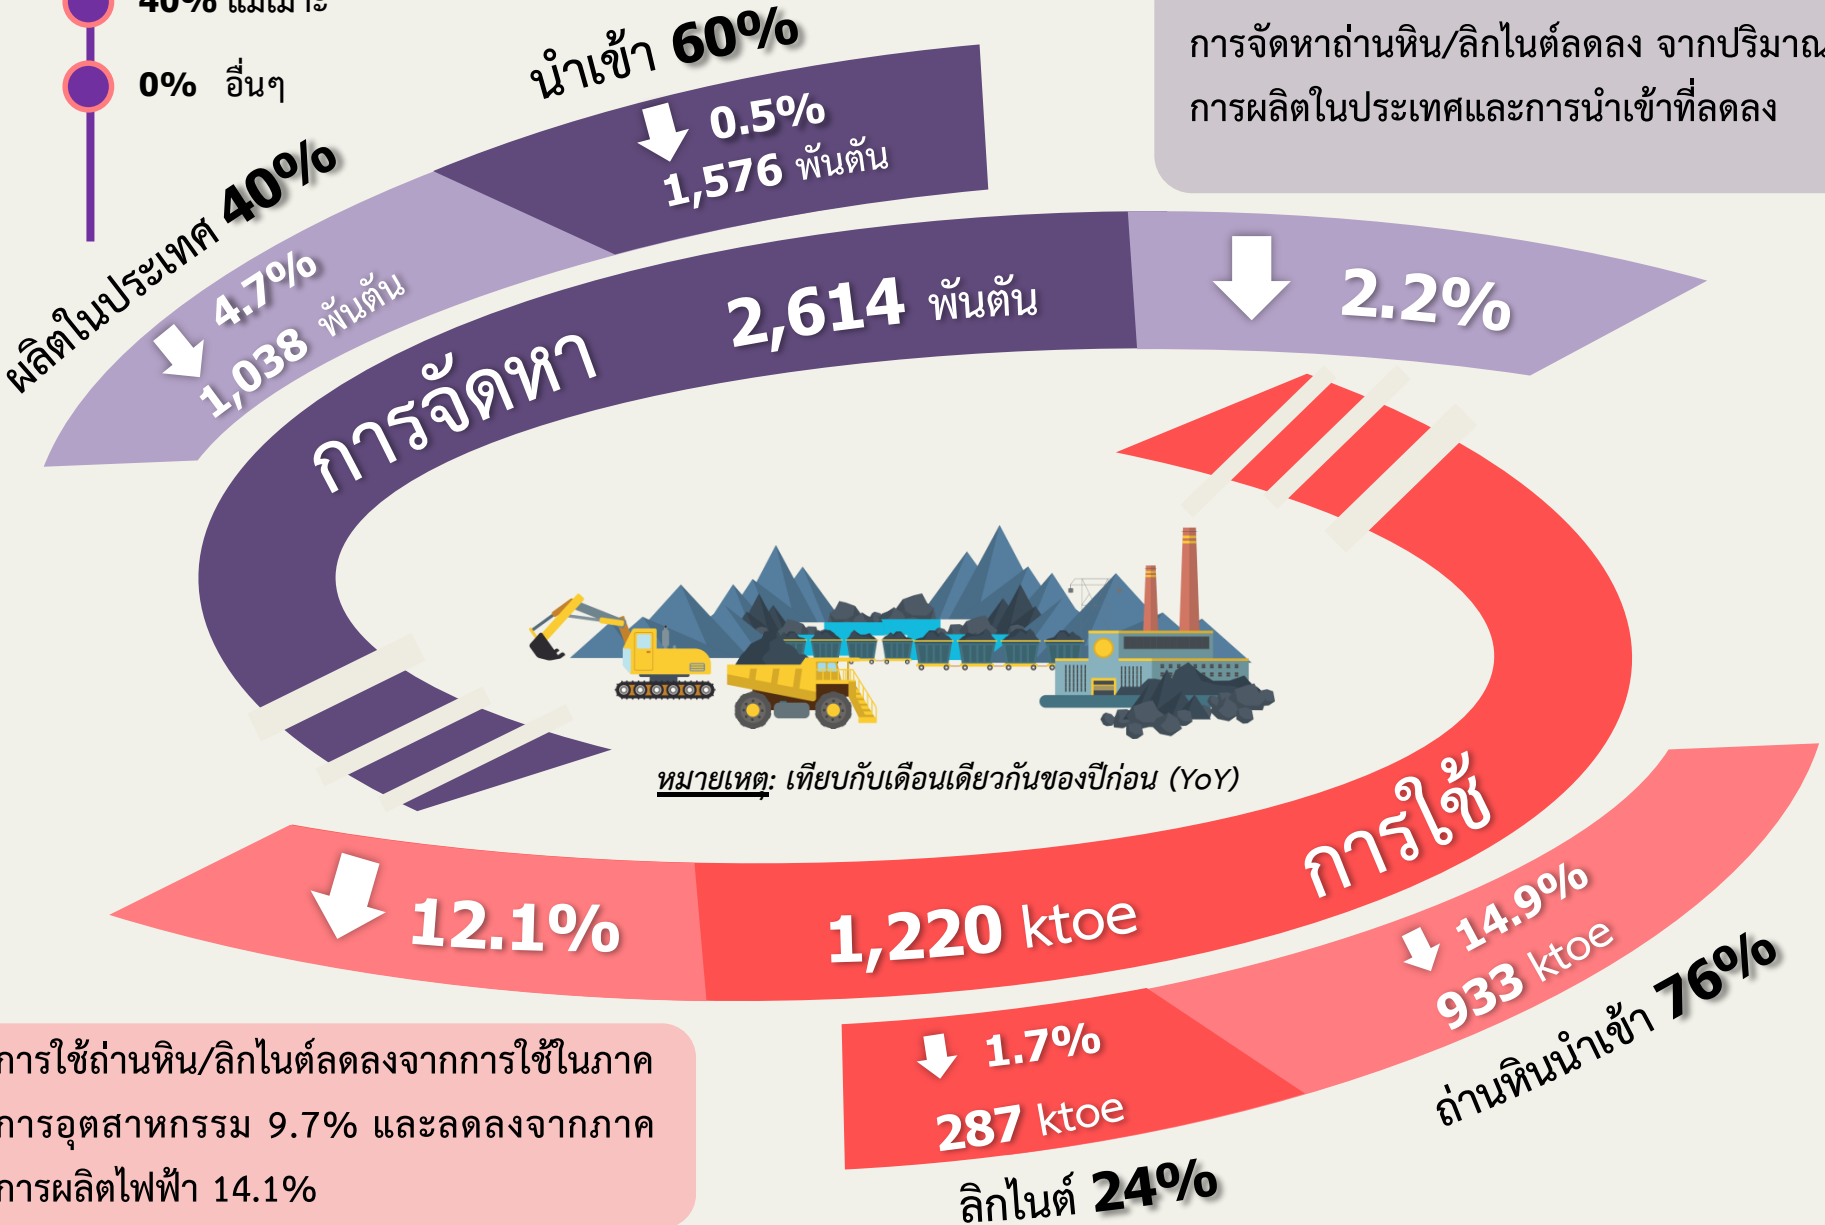 40% แม่เมาะ
0% อื่นๆ
นำเข้า 60%
0.5%
1,576 พันตัน
การจัดหาถ่านหิน/ลิกไนต์ลดลง จากปริมาณ
การผลิตในประเทศและการนำเข้าที่ลดลง
ผลิตในประเทศ 40%
4.7%
1,038 พันตัน
การจัดหา 2,614 พันตัน
2.2%
หมายเหตุ: เทียบกับเดือนเดียวกันของปีก่อน (YoY)
การใช้
1,220 ktoe
12.1%
14.9%
933 ktoe
ถ่านหินนำเข้า 76%
1.7%
287 ktoe
ลิกไนต์ 24%
การใช้ถ่านหิน/ลิกไนต์ลดลงจากการใช้ในภาค
การอุตสาหกรรม 9.7% และลดลงจากภาค
การผลิตไฟฟ้า 14.1%